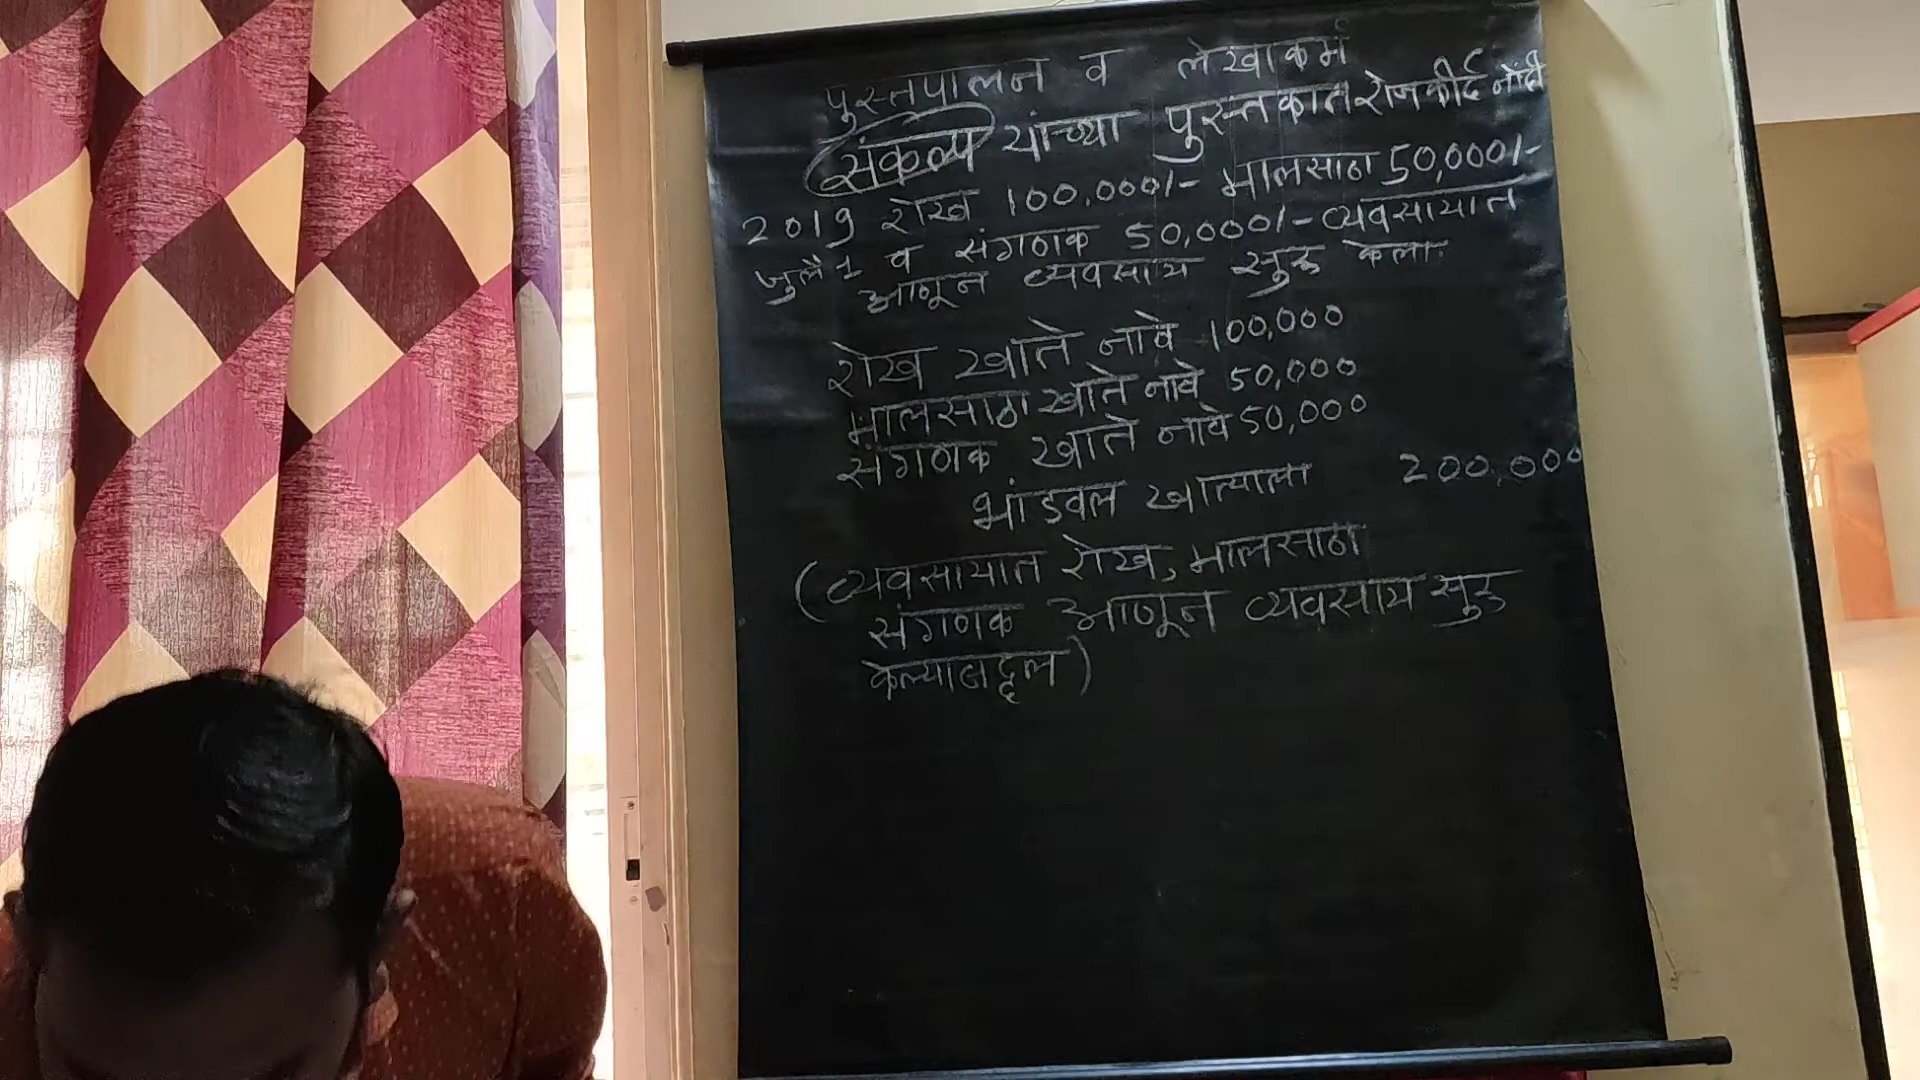 पुस्तपालन व लेखाकर्म
संकल्प यांच्या पुस्तकात रोजकीर्द नोंदी
2019 रोख 100,000/- मालसाठा 50,000/-
जुलै 1 व संगणक 50,000/- व्यवसायात
आणून व्यवसाय सुरु केला.
रोख खाते नावे 100,000
मालसाठा खाते नावे 50,000
संगणक खाते नावे 50,000
भांडवल खात्याला 200,000
(व्यवसायात रोख, मालसाठा
संगणक आणून व्यवसाय सुरु
केल्याबद्दल)